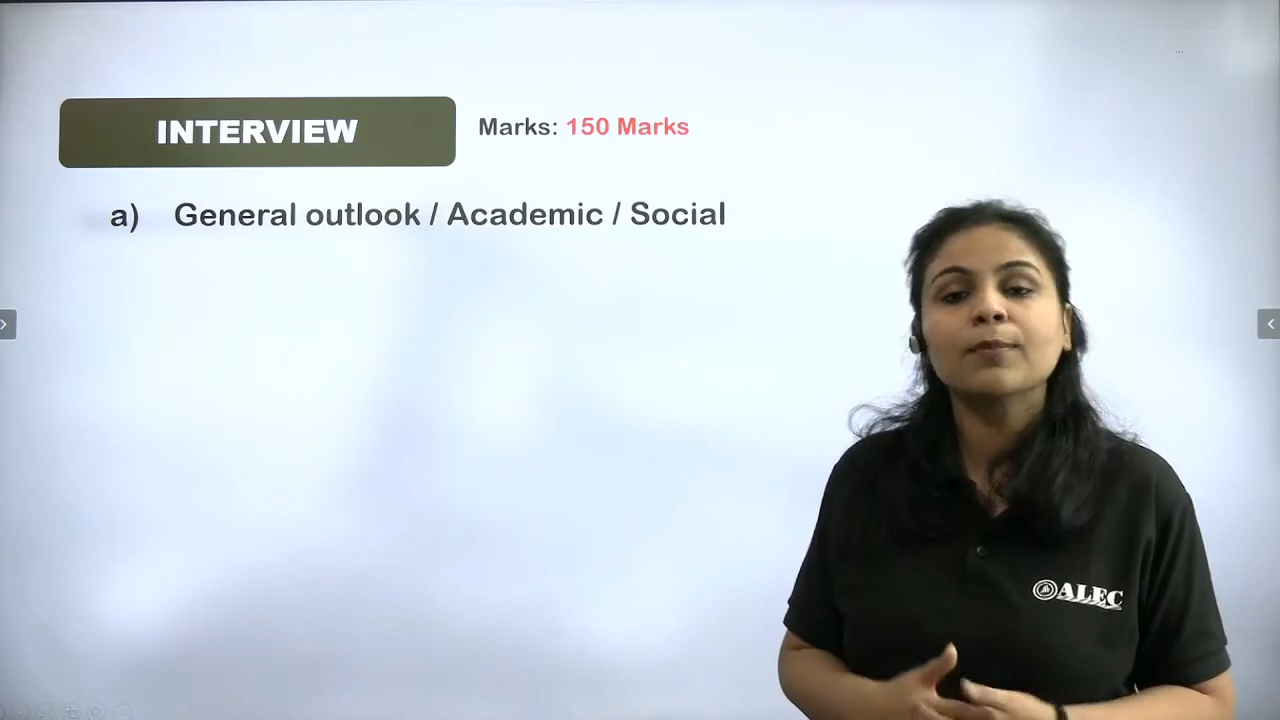 INTERVIEW
Marks: 150 Marks
a) General outlook / Academic / Social
ALEC